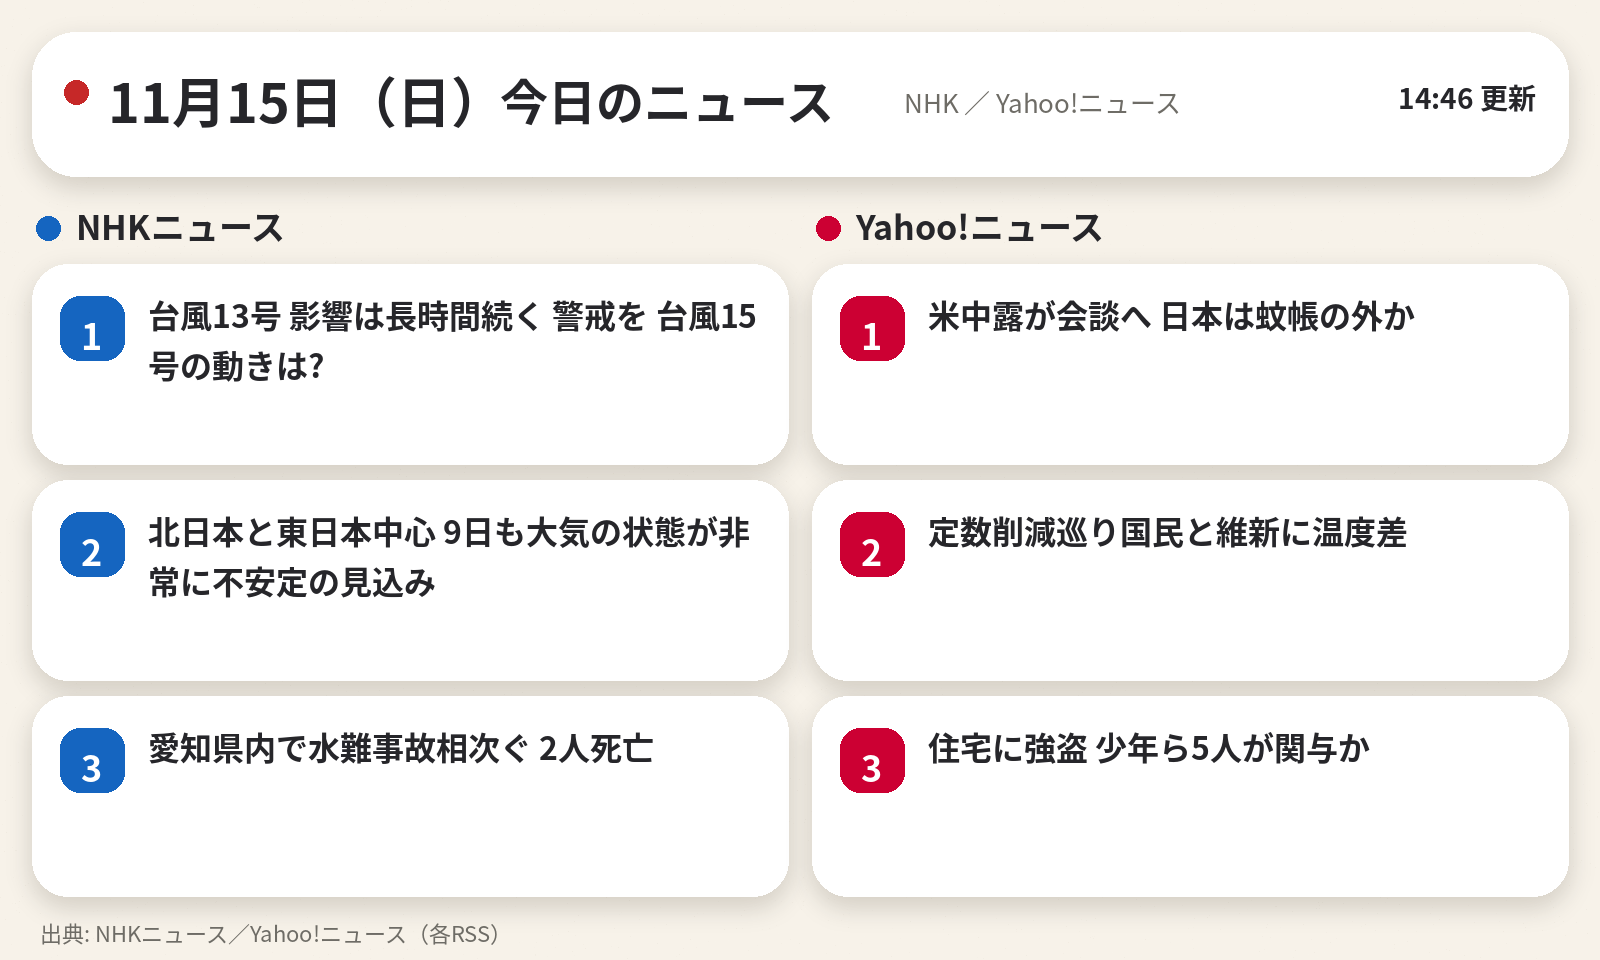 11月15日（日）今日のニュース
NHK ／ Yahoo!ニュース
14:46 更新
NHKニュース
1
台風13号 影響は長時間続く 警戒を 台風15
号の動きは?
2
北日本と東日本中心 9日も大気の状態が非
常に不安定の見込み
3
愛知県内で水難事故相次ぐ 2人死亡
Yahoo!ニュース
1
米中露が会談へ 日本は蚊帳の外か
2
定数削減巡り国民と維新に温度差
3
住宅に強盗 少年ら5人が関与か
出典: NHKニュース／Yahoo!ニュース（各RSS）